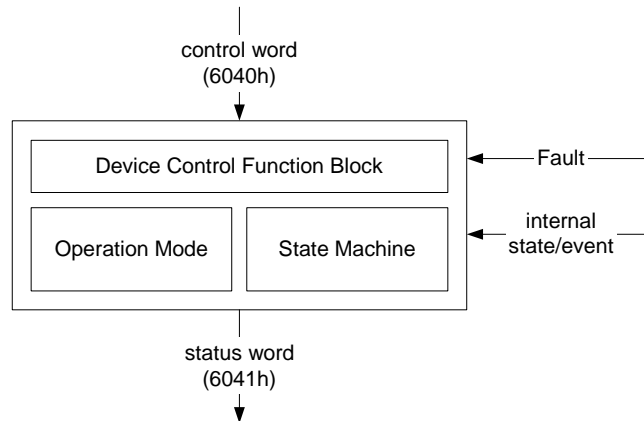 control word
(6040h)
Device Control Function Block
Fault
Operation Mode
State Machine
internal
state/event
status word
(6041h)